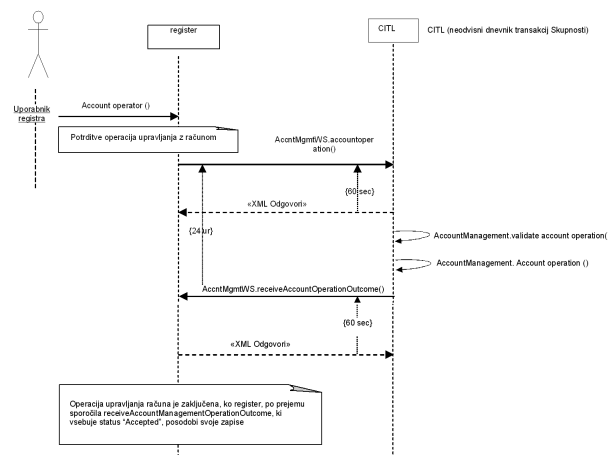 register
CITL
CITL (neodvisni dnevnik transakcij Skupnosti)
Uporabnik
registra
Account operator ()
Potrditve operacija upravljanja z računom
AccntMgmtWS.accountoper
ation()
{60 sec}
«XML Odgovori»
{24 ur}
AccountManagement.validate account operation(
AccountManagement. Account operation ()
AccntMgmtWS.receiveAccountOperationOutcome()
{60 sec}
«XML Odgovori»
Operacija upravljanja računa je zaključena, ko register, po prejemu
sporočila receiveAccountManagementOperationOutcome, ki
vsebuje status "Accepted", posodobi svoje zapise